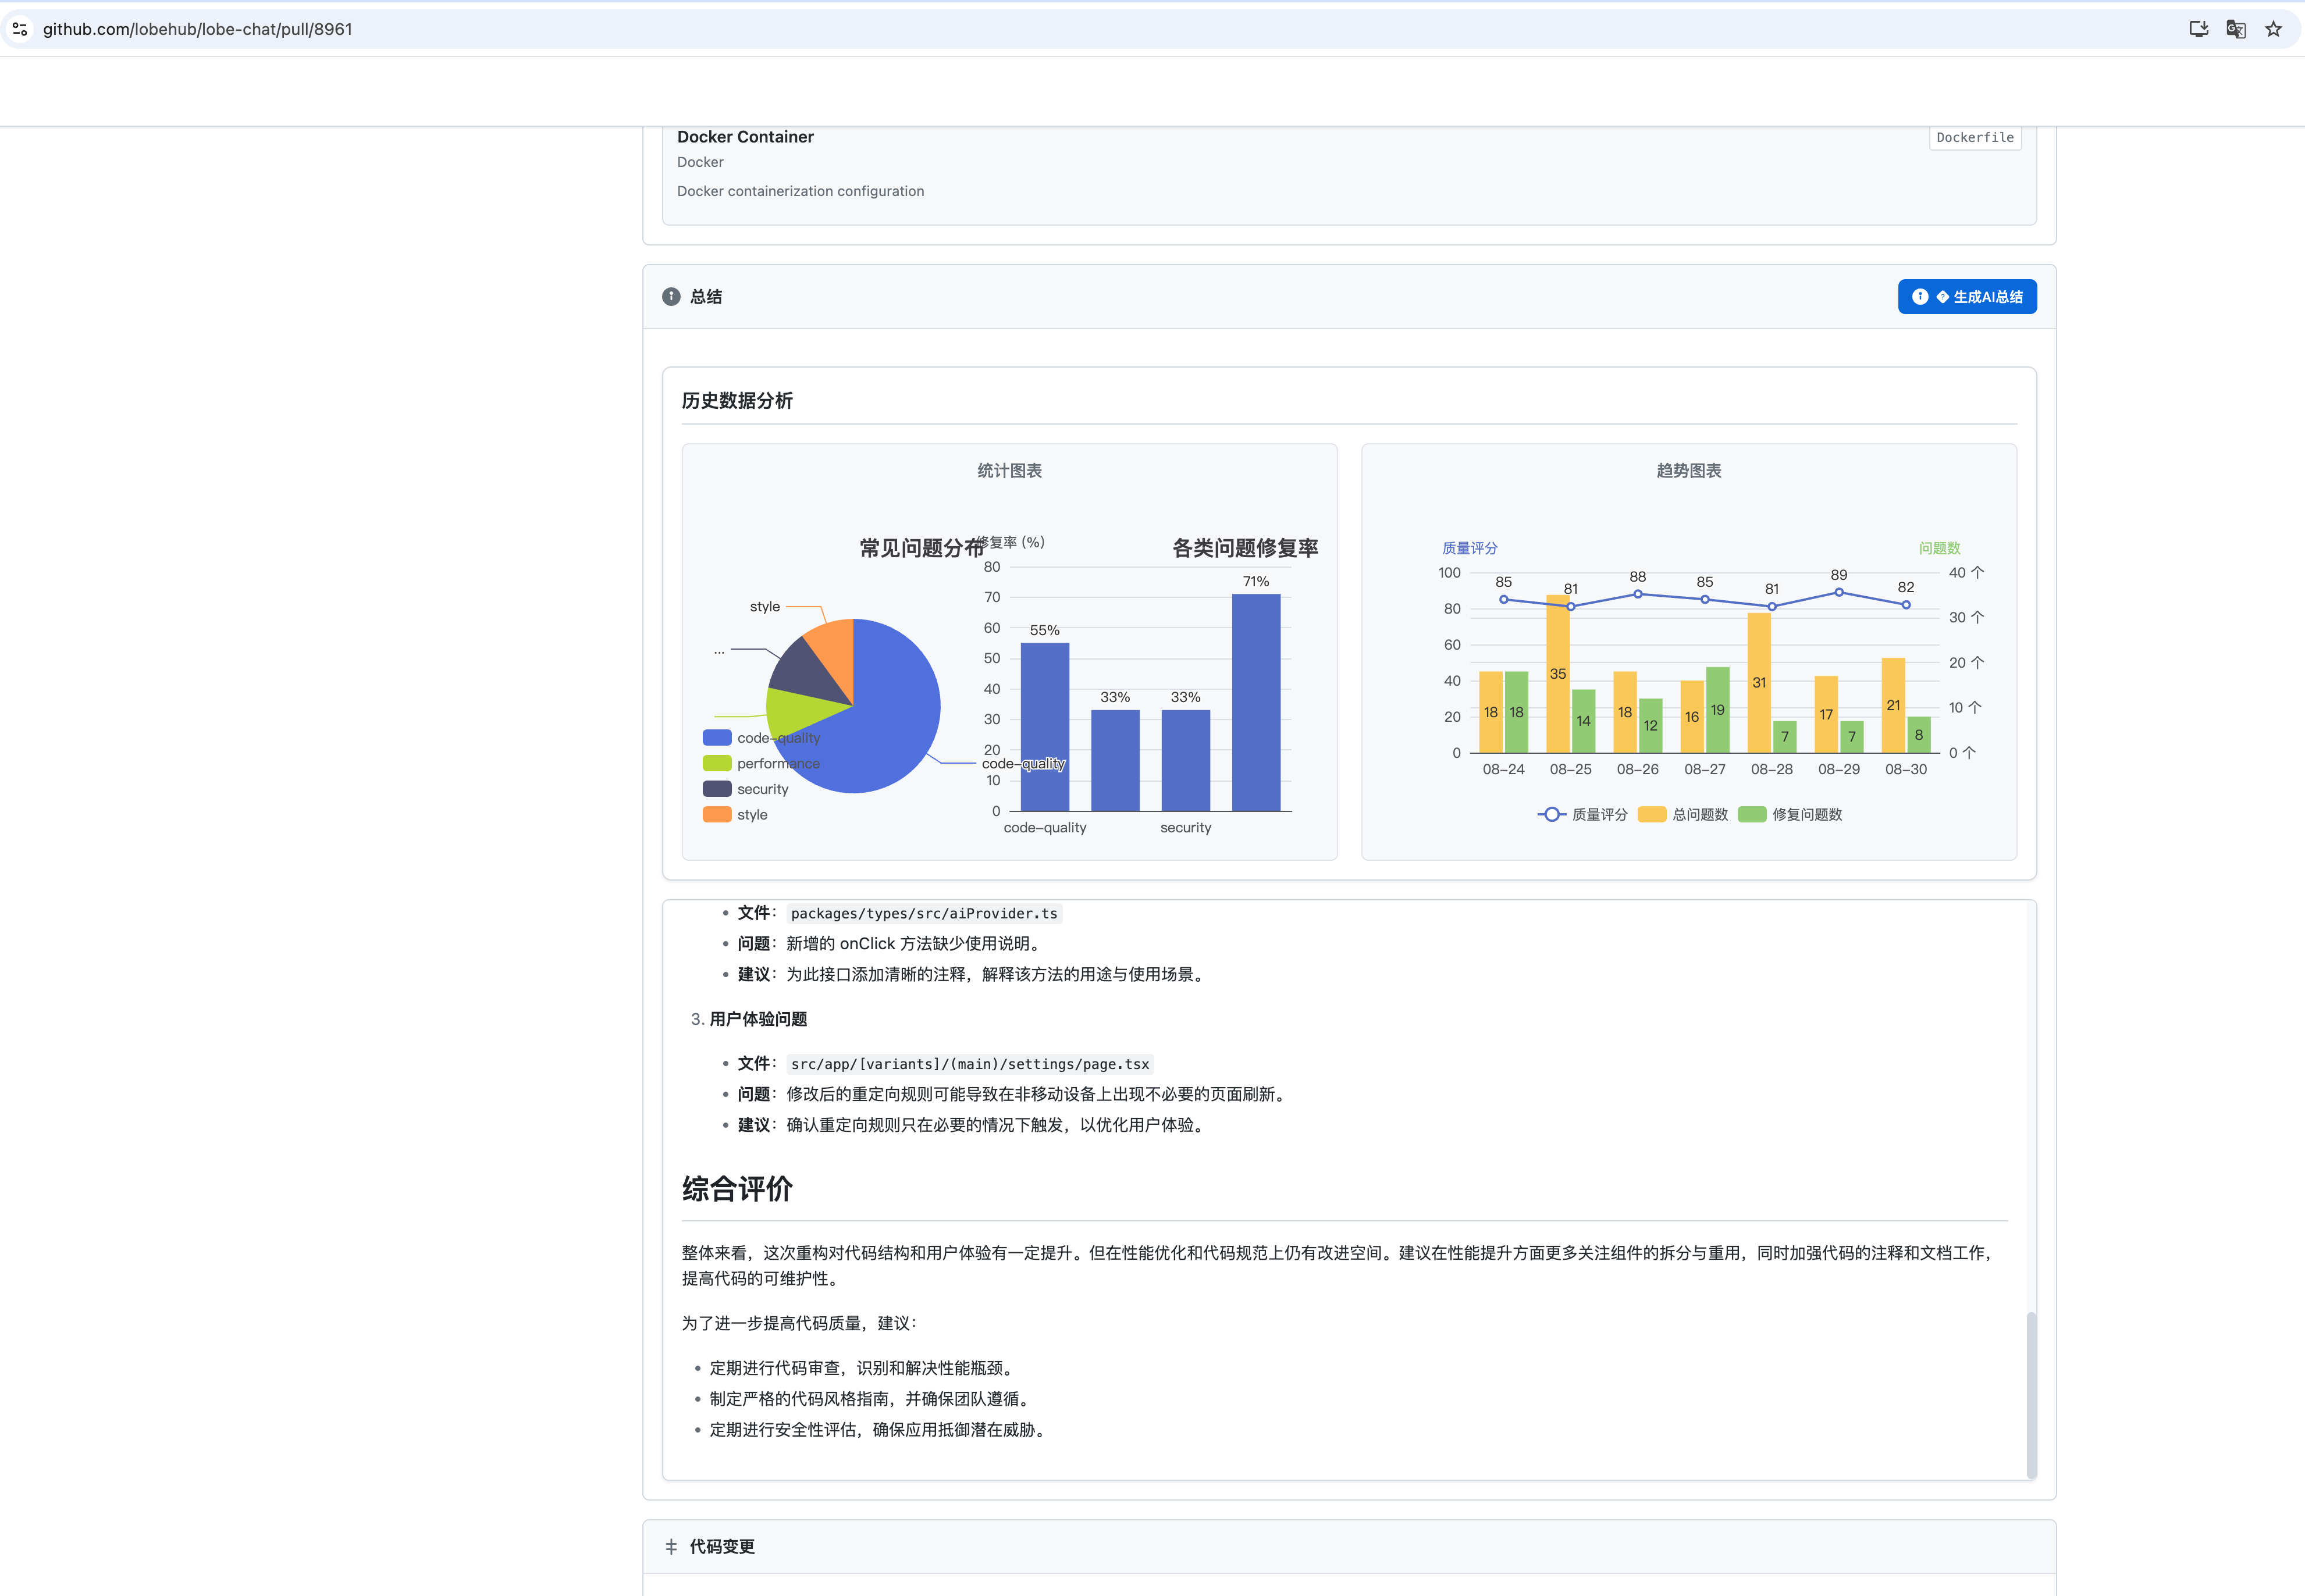 github.com/lobehub/lobe-chat/pull/8961
Docker Container
Dockerfile
Docker
Docker containerization configuration
总结
生成AI总结
历史数据分析
统计图表
常见问题分布
style
...
code-quality
code-quality
performance
security
style
各类问题修复率
修复率 (%)
80
70
60
50
40
30
20
10
0
55%
33%
33%
71%
code-quality
security
趋势图表
质量评分
问题数
100
80
60
40
20
0
40 个
30 个
20 个
10 个
0 个
85
81
88
85
81
89
82
18
18
35
14
18
12
16
19
31
7
17
7
21
8
08-24
08-25
08-26
08-27
08-28
08-29
08-30
质量评分
总问题数
修复问题数
• 文件： packages/types/src/aiProvider.ts
• 问题：新增的 onClick 方法缺少使用说明。
• 建议：为此接口添加清晰的注释，解释该方法的用途与使用场景。
3. 用户体验问题
• 文件： src/app/[variants]/(main)/settings/page.tsx
• 问题：修改后的重定向规则可能导致在非移动设备上出现不必要的页面刷新。
• 建议：确认重定向规则只在必要的情况下触发，以优化用户体验。
综合评价
整体来看，这次重构对代码结构和用户体验有一定提升。但在性能优化和代码规范上仍有改进空间。建议在性能提升方面更多关注组件的拆分与重用，同时加强代码的注释和文档工作，
提高代码的可维护性。
为了进一步提高代码质量，建议：
• 定期进行代码审查，识别和解决性能瓶颈。
• 制定严格的代码风格指南，并确保团队遵循。
• 定期进行安全性评估，确保应用抵御潜在威胁。
代码变更